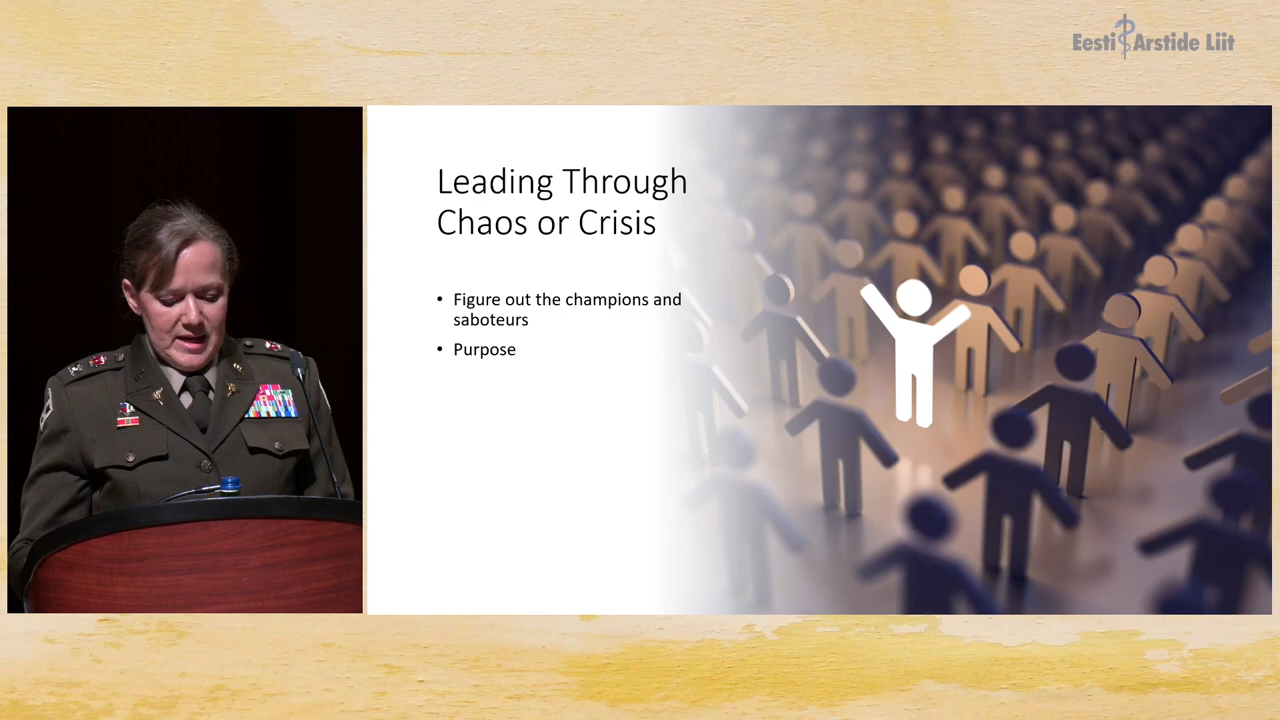 Eesti Arstide Liit
Leading Through
Chaos or Crisis
• Figure out the champions and
saboteurs
• Purpose